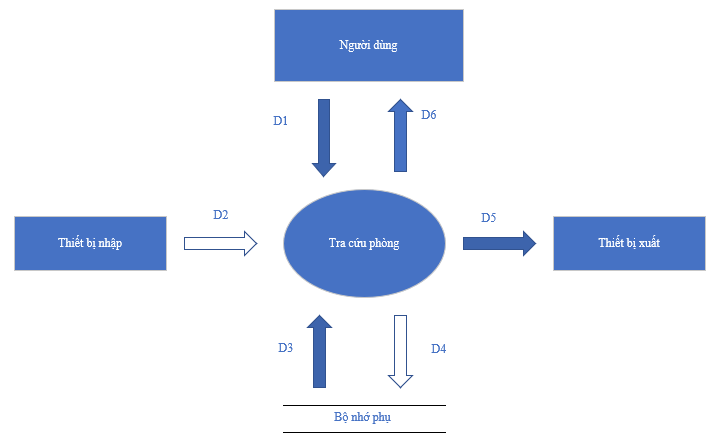 Người dùng
D1
D6
Thiết bị nhập
D2
Tra cứu phòng
D5
Thiết bị xuất
D3
D4
Bộ nhớ phụ